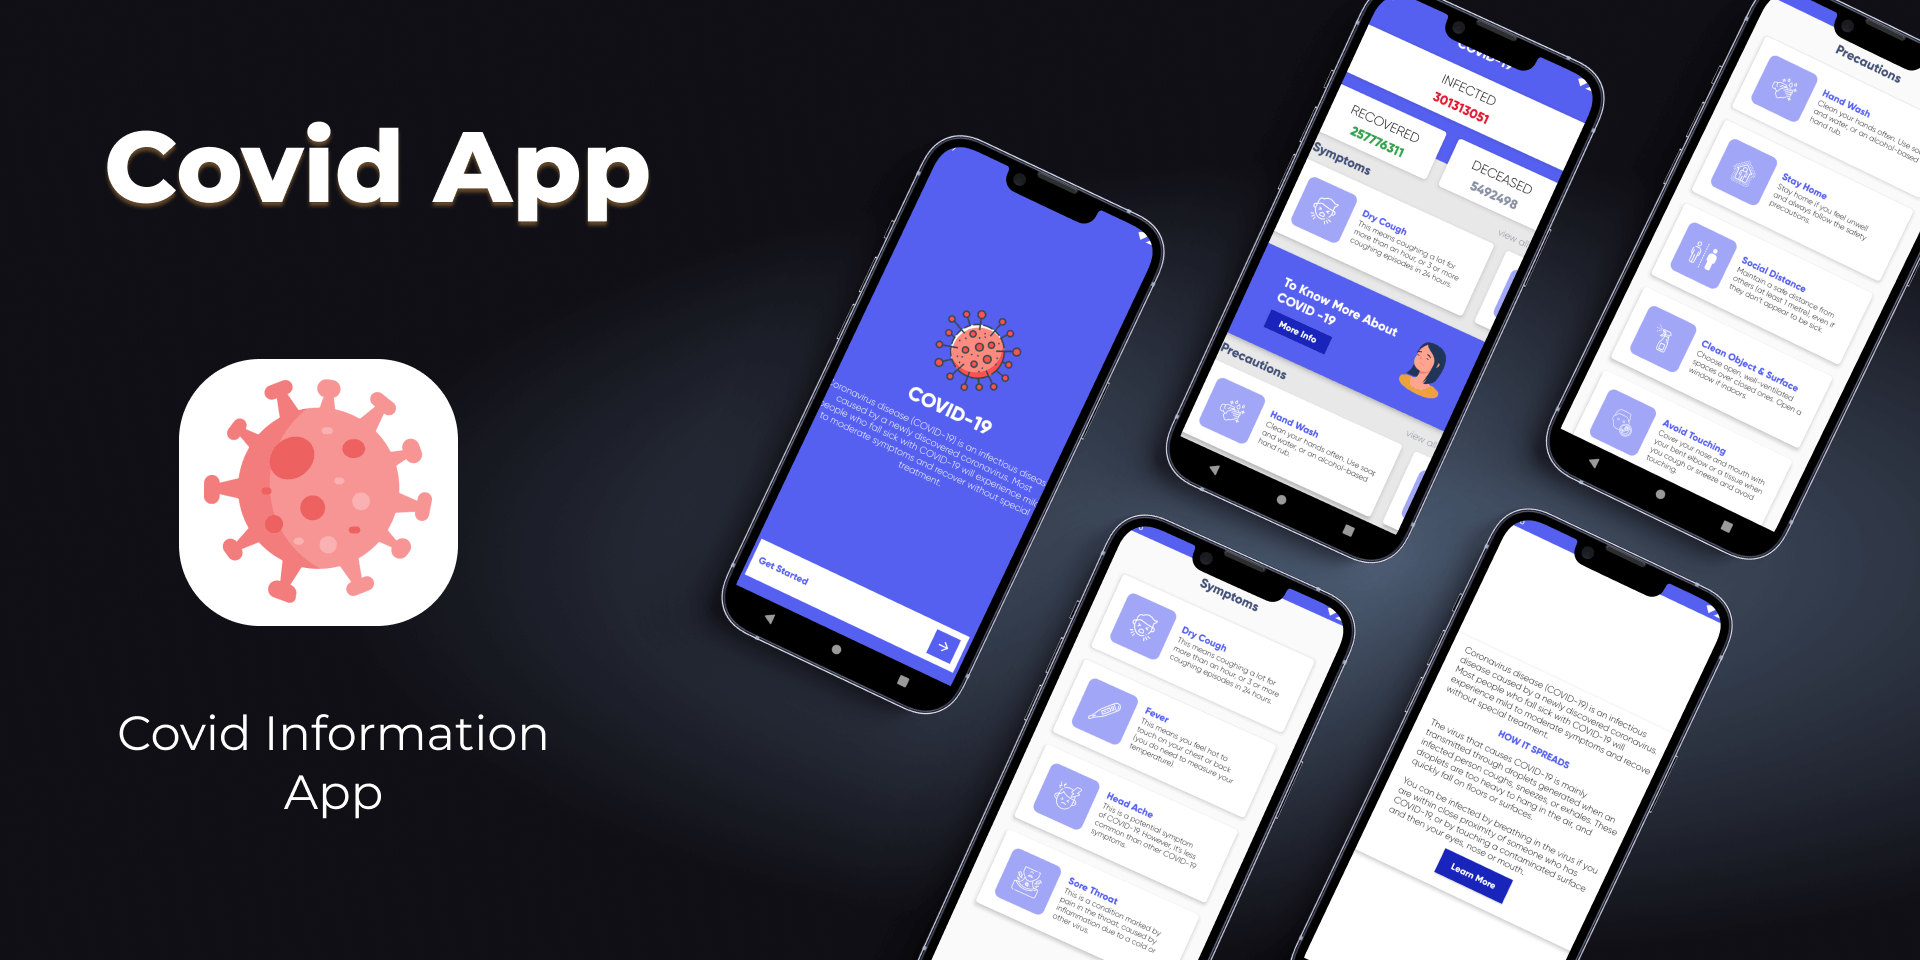 Covid App
Covid Information
App
COVID-19
oronavirus disease (COVID-19) is an infectious diseas
caused by a newly discovered coronavirus. Most
people who fall sick with COVID-19 will experience mil
to moderate symptoms and recover without special
treatment.
Get Started
COVID-19
INFECTED
301313051
RECOVERED
257776311
DECEASED
5492498
Symptoms
view al
Dry Cough
This means coughing a lot for
more than an hour, or 3 or more
coughing episodes in 24 hours.
To Know More About
COVID -19
More Info
Precautions
view al
Hand Wash
Clean your hands often. Use soap
and water, or an alcohol-based
hand rub.
Precautions
Hand Wash
Clean your hands often. Use soa
and water, or an alcohol-based
hand rub.
Stay Home
Stay home if you feel unwell
and always follow the safety
precautions.
Social Distance
Maintain a safe distance from
others (at least 1 metre), even if
they don't appear to be sick.
Clean Object & Surface
Choose open, well-ventilated
spaces over closed ones. Open a
window if indoors.
Avoid Touching
Cover your nose and mouth with
your bent elbow or a tissue when
you cough or sneeze and avoid
touching.
Symptoms
Dry Cough
This means coughing a lot for
more than an hour, or 3 or more
coughing episodes in 24 hours.
Fever
This means you feel hot to
touch on your chest or back
(you do need to measure your
temperature).
Head Ache
This is a potential symptom
of COVID-19. However, it's less
common than other COVID-19
symptoms.
Sore Throat
This is a condition marked by
pain in the throat, caused by
inflammation due to a cold or
other virus.
Coronavirus disease (COVID-19) is an infectious
disease caused by a newly discovered coronavirus.
Most people who fall sick with COVID-19 will
experience mild to moderate symptoms and recove
without special treatment.
HOW IT SPREADS
The virus that causes COVID-19 is mainly
transmitted through droplets generated when an
infected person coughs, sneezes, or exhales. These
droplets are too heavy to hang in the air, and
quickly fall on floors or surfaces.
You can be infected by breathing in the virus if you
are within close proximity of someone who has
COVID-19, or by touching a contaminated surface
and then your eyes, nose or mouth.
Learn More